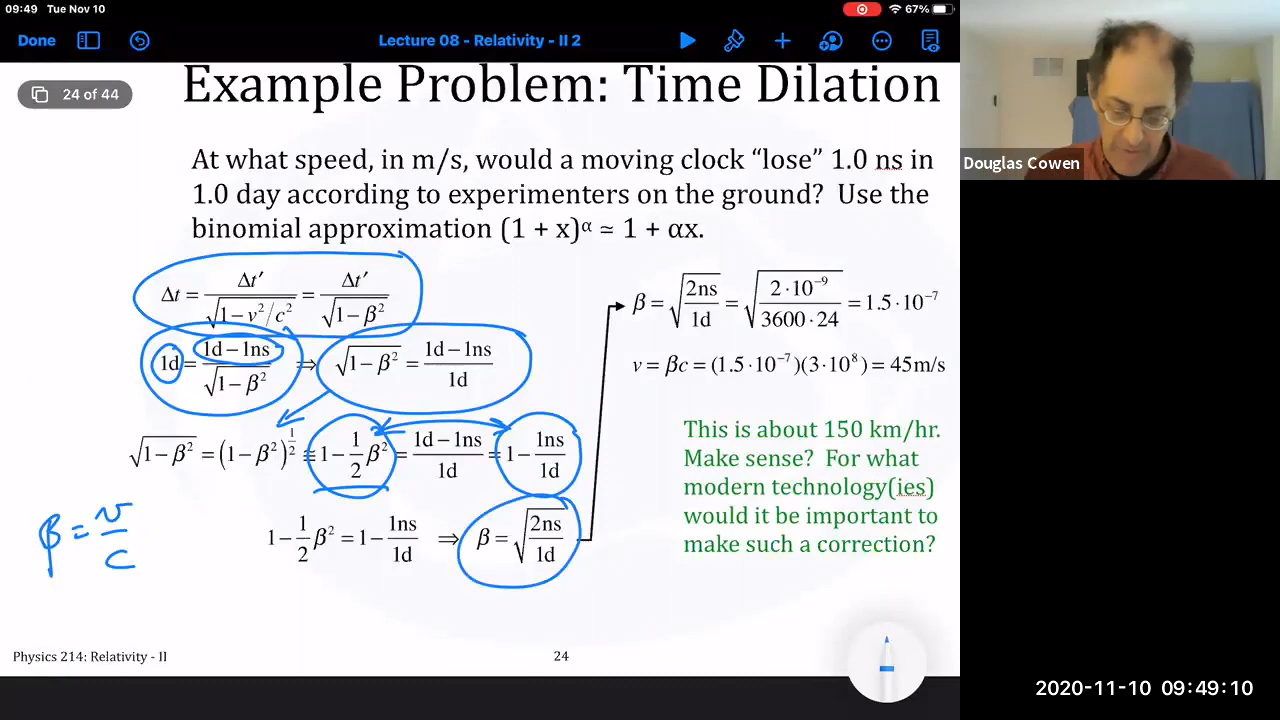 09:49 Tue Nov 10
67%
Done
Lecture 08 - Relativity - II 2
24 of 44
Example Problem: Time Dilation
At what speed, in m/s, would a moving clock “lose” 1.0 ns in
1.0 day according to experimenters on the ground? Use the
binomial approximation (1 + x)^α ≃ 1 + αx.
Δt = Δt′ / √(1 − v²/c²) = Δt′ / √(1 − β²)
1d = (1d − 1ns) / √(1 − β²) ⇒ √(1 − β²) = (1d − 1ns) / 1d
√(1 − β²) = (1 − β²)^(1/2) ≃ 1 − 1/2 β² = (1d − 1ns) / 1d = 1 − 1ns/1d
1 − 1/2 β² = 1 − 1ns/1d ⇒ β = √(2ns/1d)
β = v/c
β = √(2ns/1d) = √(2·10⁻⁹ / 3600·24) = 1.5·10⁻⁷
v = βc = (1.5·10⁻⁷)(3·10⁸) = 45m/s
This is about 150 km/hr.
Make sense? For what
modern technology(ies)
would it be important to
make such a correction?
Physics 214: Relativity - II
24
Douglas Cowen
2020-11-10 09:49:10